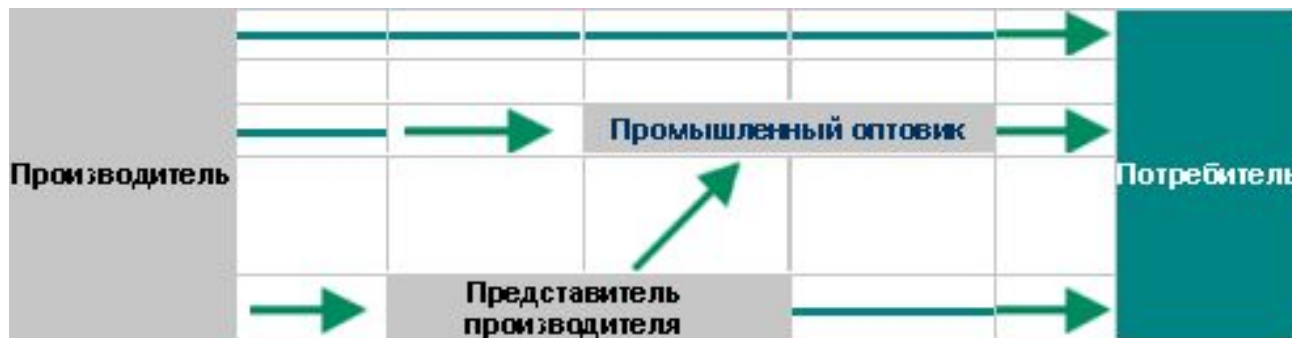 Промышленный оптовик
Производитель
Потребитель
Представитель
производителя